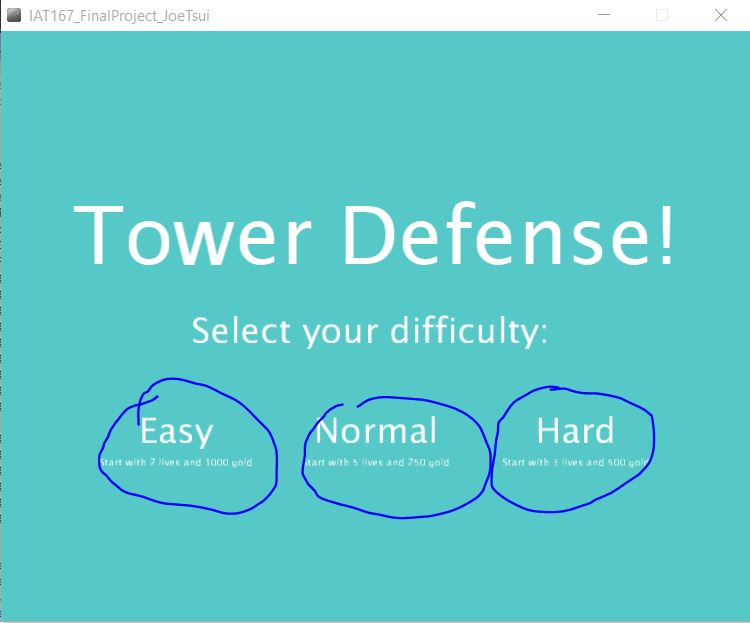 IAT167_FinalProject_JoeTsui
Tower Defense!
Select your difficulty:
Easy Normal Hard
Start with 7 lives and 1000 gold Start with 5 lives and 750 gold Start with 3 lives and 500 gold